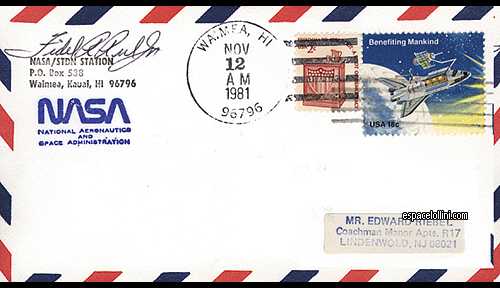 NASA/STDN STATION
P.O. Box 538
Waimea, Kauai, HI 96796
NASA
NATIONAL AERONAUTICS
AND
SPACE ADMINISTRATION
WAIMEA, HI
NOV
12
A M
1981
96796
Benefiting Mankind
USA 18c
MR. EDWARD RIEBEL
Coachman Manor Apts. R17
LINDENWOLD, NJ 08021
espacelollini.com